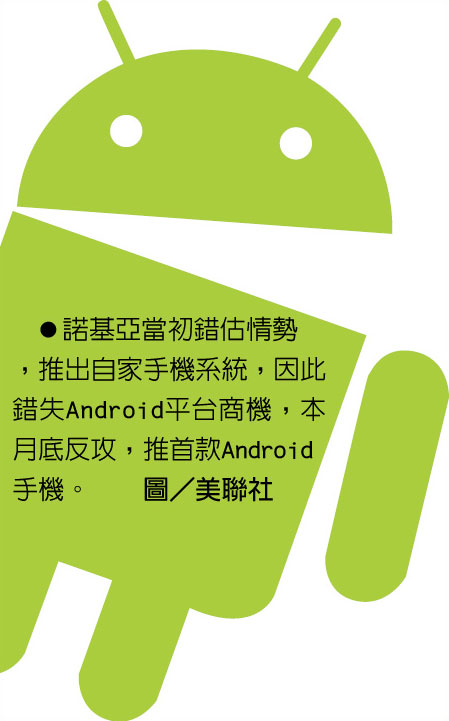 ●諾基亞當初錯估情勢
，推出自家手機系統，因此
錯失Android平台商機，本
月底反攻，推首款Android
手機。 圖／美聯社